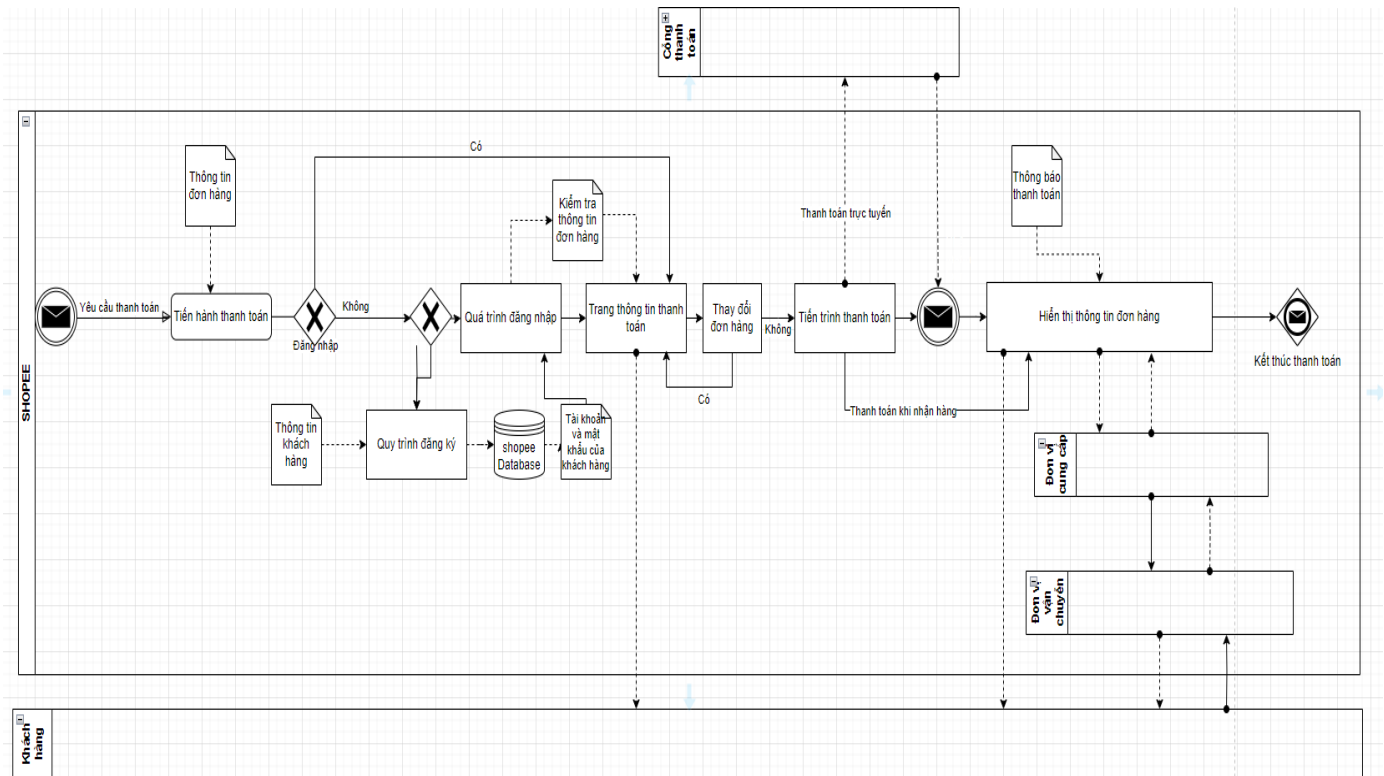 Cổng
thanh
toán
SHOPEE
Có
Thông tin
đơn hàng
Kiểm tra
thông tin
đơn hàng
Thanh toán trực tuyến
Thông báo
thanh toán
Yêu cầu thanh toán
Tiến hành thanh toán
Không
Đăng nhập
Quá trình đăng nhập
Trang thông tin thanh
toán
Thay đổi
đơn hàng
Không
Tiến trình thanh toán
Hiển thị thông tin đơn hàng
Kết thúc thanh toán
Có
Thanh toán khi nhận hàng
Thông tin
khách
hàng
Quy trình đăng ký
shopee
Database
Tài khoản
và mật
khẩu của
khách hàng
Đơn vị
cung cấp
Đơn vị
vận
chuyển
Khách
hàng